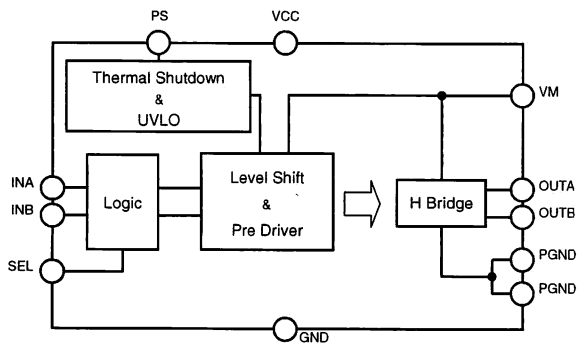 PS
VCC
Thermal Shutdown
&
UVLO
VM
INA
INB
Logic
Level Shift
&
Pre Driver
H Bridge
OUTA
OUTB
SEL
PGND
PGND
GND